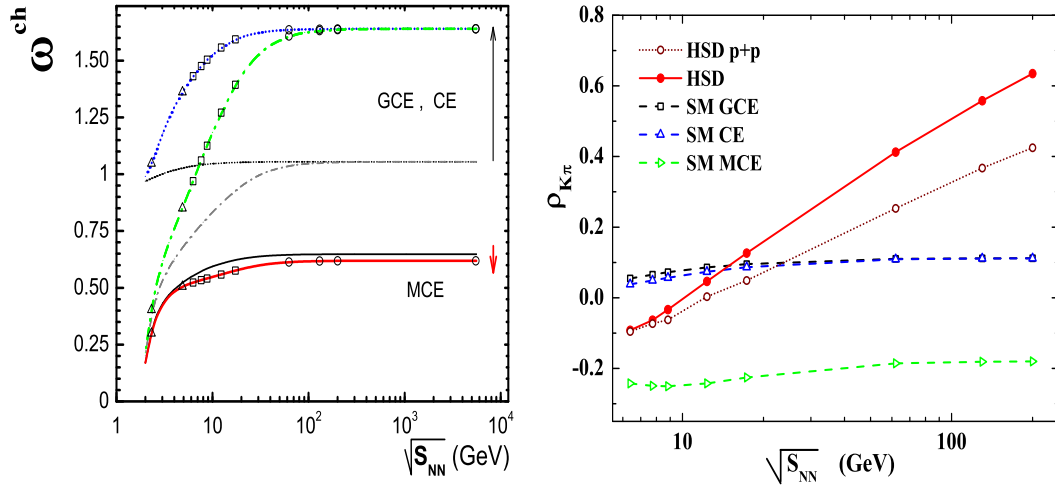 ω^ch
1.50
1.25
1
0.75
0.50
0.25
0
GCE , CE
MCE
1 10 10^2 10^3 10^4
√S_NN (GeV)
ρ_Kπ
0.8
0.6
0.4
0.2
0.0
-0.2
HSD p+p
HSD
SM GCE
SM CE
SM MCE
10 100
√S_NN (GeV)